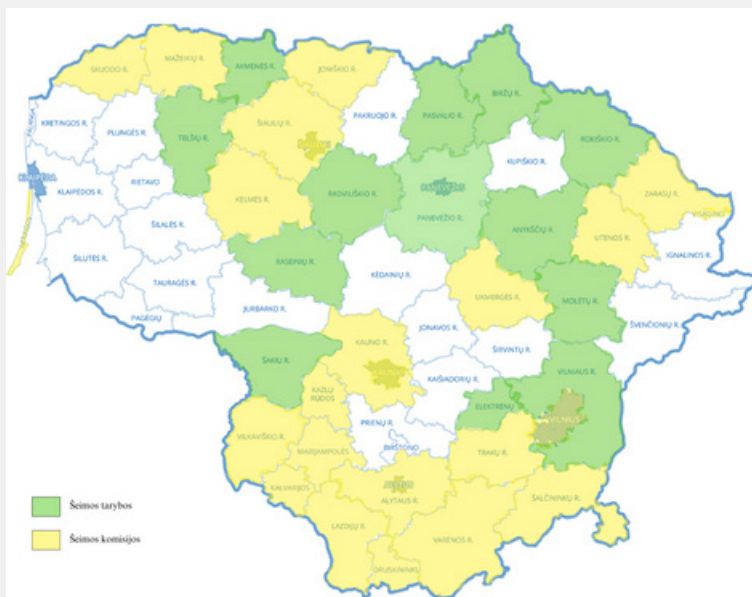 SKUODO R.
MAŽEIKIŲ R.
AKMENĖS R.
JONIŠKIO R.
BIRŽŲ R.
PALANGA
KRETINGOS R.
PLUNGĖS R.
TELŠIŲ R.
ŠIAULIŲ R.
PAKRUOJO R.
PASVALIO R.
ROKIŠKIO R.
KUPIŠKIO R.
KLAIPĖDA
KLAIPĖDOS R.
RIETAVO
KELMĖS R.
RADVILIŠKIO R.
PANEVĖŽYS
PANEVĖŽIO R.
ZARASŲ R.
VISAGINO
ŠILALĖS R.
ANYKŠČIŲ R.
UTENOS R.
IGNALINOS R.
ŠILUTĖS R.
RASEINIŲ R.
KĖDAINIŲ R.
TAURAGĖS R.
UKMERGĖS R.
MOLĖTŲ R.
PAGĖGIŲ
JURBARKO R.
JONAVOS R.
ŠVENČIONIŲ R.
ŠIRVINTŲ R.
KAUNO R.
ŠAKIŲ R.
VILNIAUS R.
KAIŠIADORIŲ R.
KAZLŲ
RŪDOS
ELEKTRĖNŲ
VILNIUS
PRIENŲ R.
VILKAVIŠKIO R.
BIRŠTONO
MARIJAMPOLĖS
TRAKŲ R.
KALVARIJOS
ALYTUS
ALYTAUS R.
ŠALČININKŲ R.
LAZDIJŲ R.
VARĖNOS R.
DRUSKININKŲ
Šeimos tarybos
Šeimos komisijos